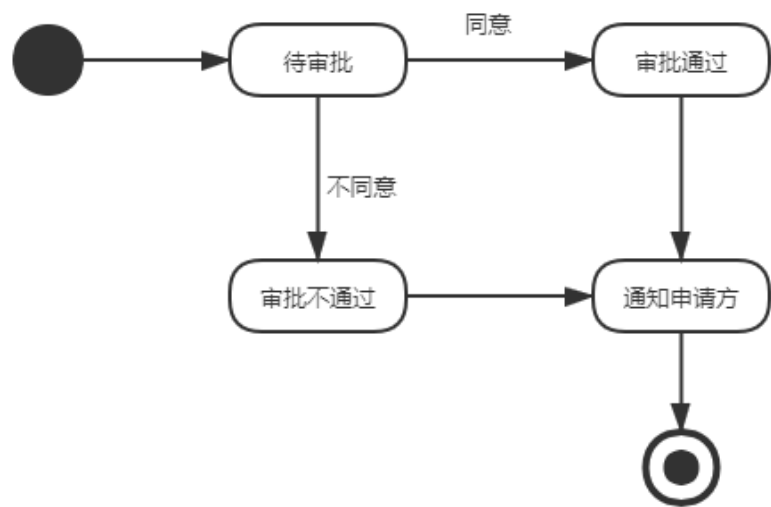 同意
待审批
审批通过
不同意
审批不通过
通知申请方